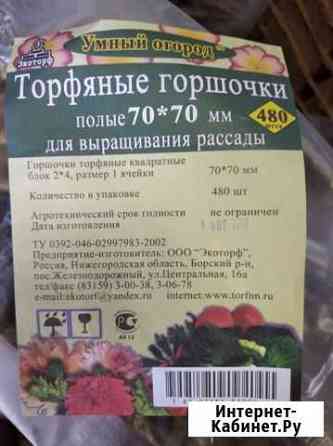 Экоторф
Умный огород
Торфяные горшочки
полые 70*70 мм
480 штук
для выращивания рассады
Горшочки торфяные квадратные
блок 2*4, размер 1 ячейки 70*70 мм
Количество в упаковке 480 шт
Агротехнический срок годности не ограничен
Дата изготовления
ТУ 0392-046-02997983-2002
Предприятие-изготовитель: ООО "Экоторф",
Россия, Нижегородская область, Борский р-н,
пос.Железнодорожный, ул.Центральная, 16а
тел/факс (83159) 3-00-38, 3-06-78
e-mail:ekotorf@yandex.ru internet:www.torfnn.ru
Интернет-
Кабинет.Ру